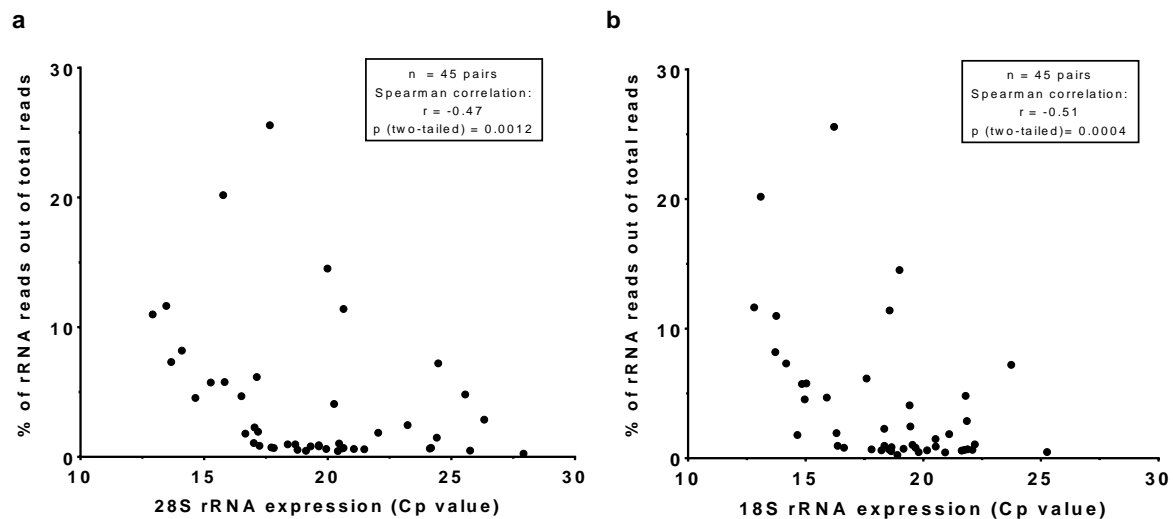 a
% of rRNA reads out of total reads
30
20
10
0
n = 45 pairs
Spearman correlation:
r = -0.47
p (two-tailed) = 0.0012
10 15 20 25 30
28S rRNA expression (Cp value)
b
% of rRNA reads out of total reads
30
20
10
0
n = 45 pairs
Spearman correlation:
r = -0.51
p (two-tailed)= 0.0004
10 15 20 25 30
18S rRNA expression (Cp value)